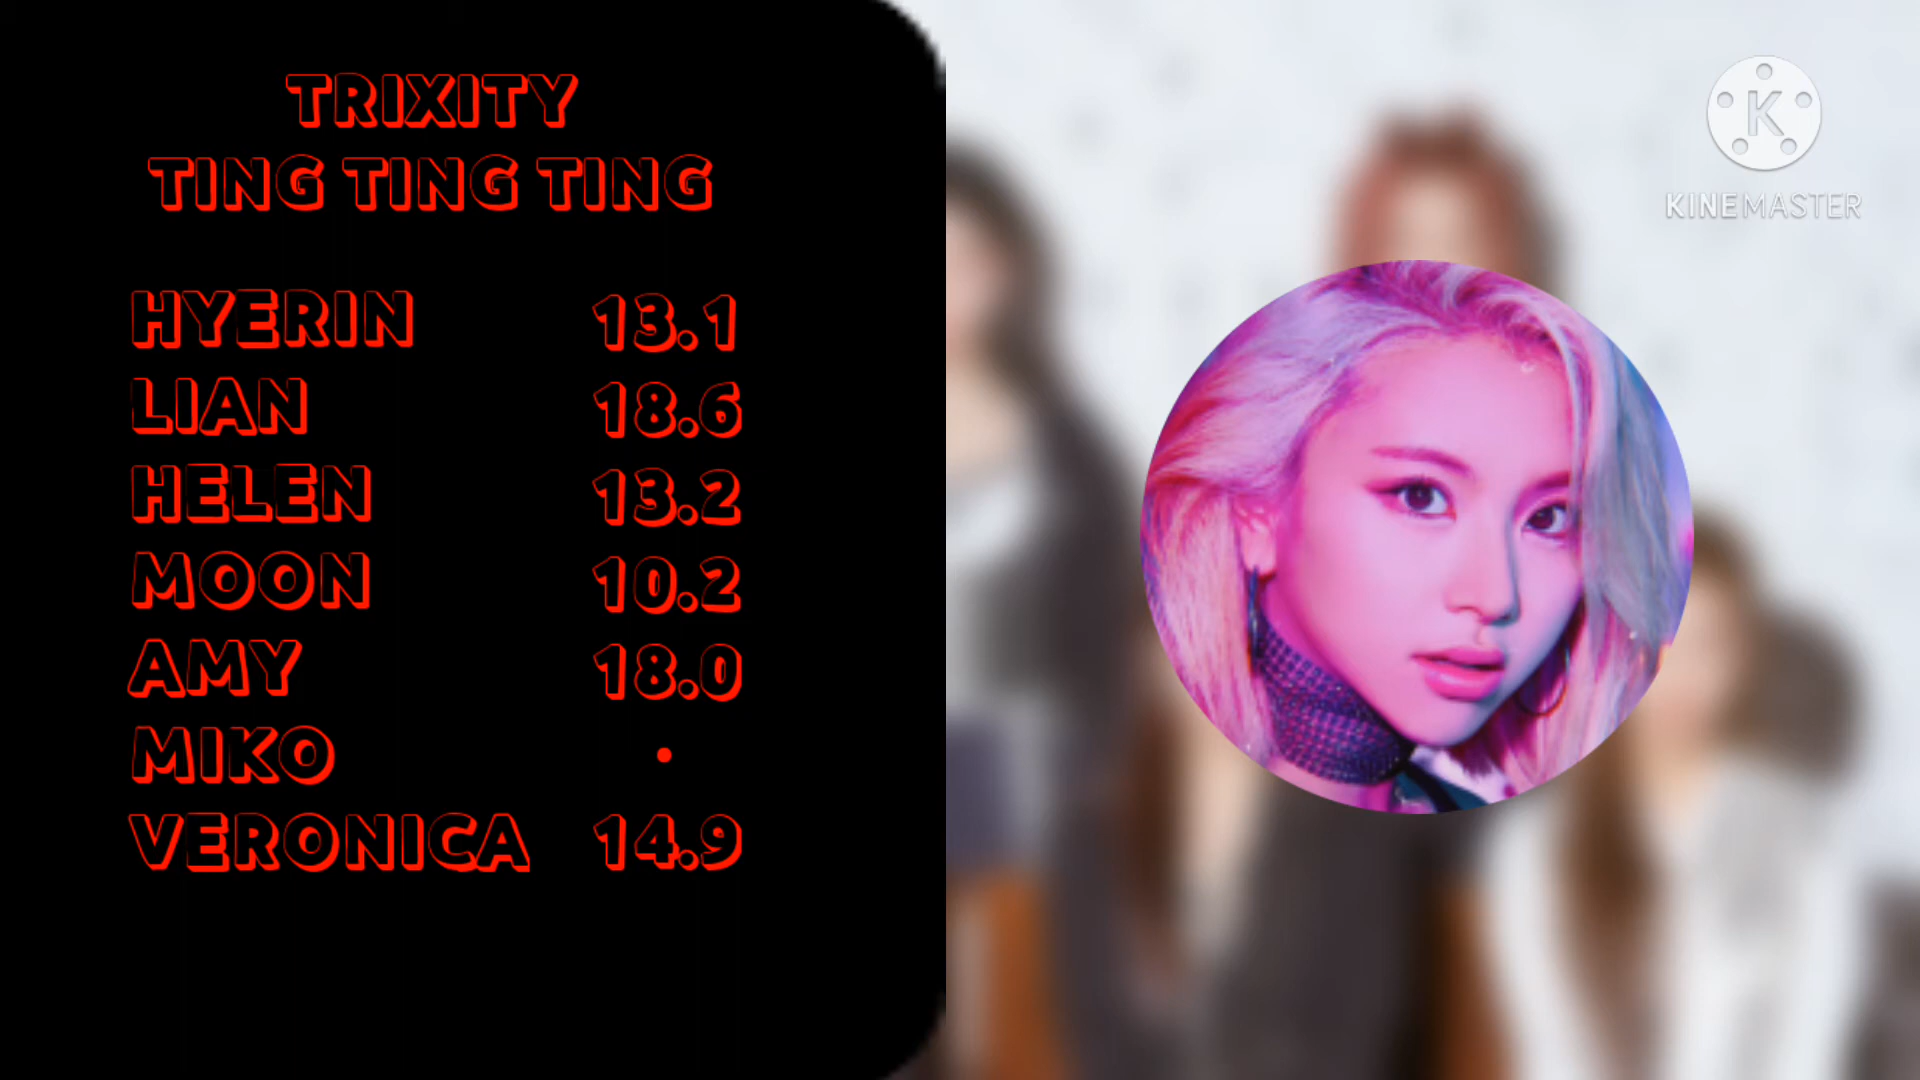 TRIXITY
TING TING TING
HYERIN 13.1
LIAN 18.6
HELEN 13.2
MOON 10.2
AMY 18.0
MIKO •
VERONICA 14.9
K
KINEMASTER